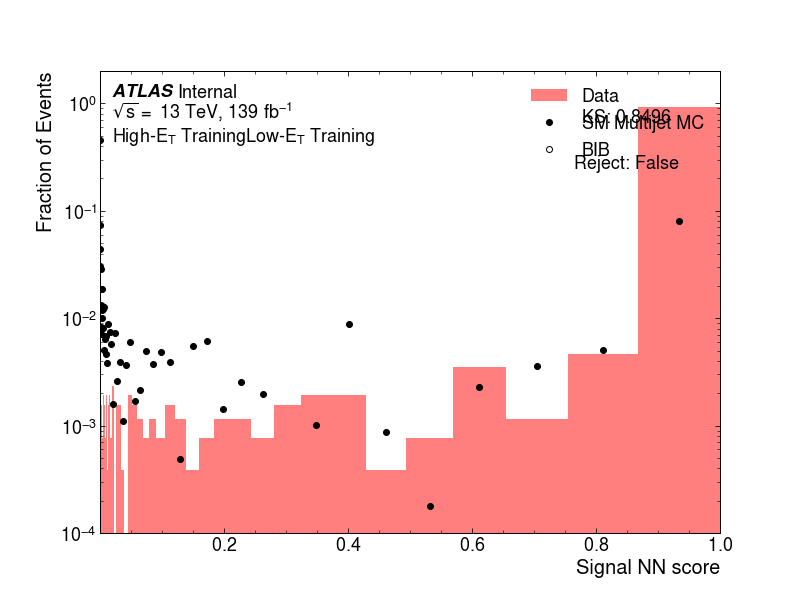 ATLAS Internal
√s = 13 TeV, 139 fb⁻¹
High-E_T TrainingLow-E_T Training
Data
KS: 0.8496
SM Multijet MC
BIB
Reject: False
Fraction of Events
10⁰
10⁻¹
10⁻²
10⁻³
10⁻⁴
0.2 0.4 0.6 0.8 1.0
Signal NN score